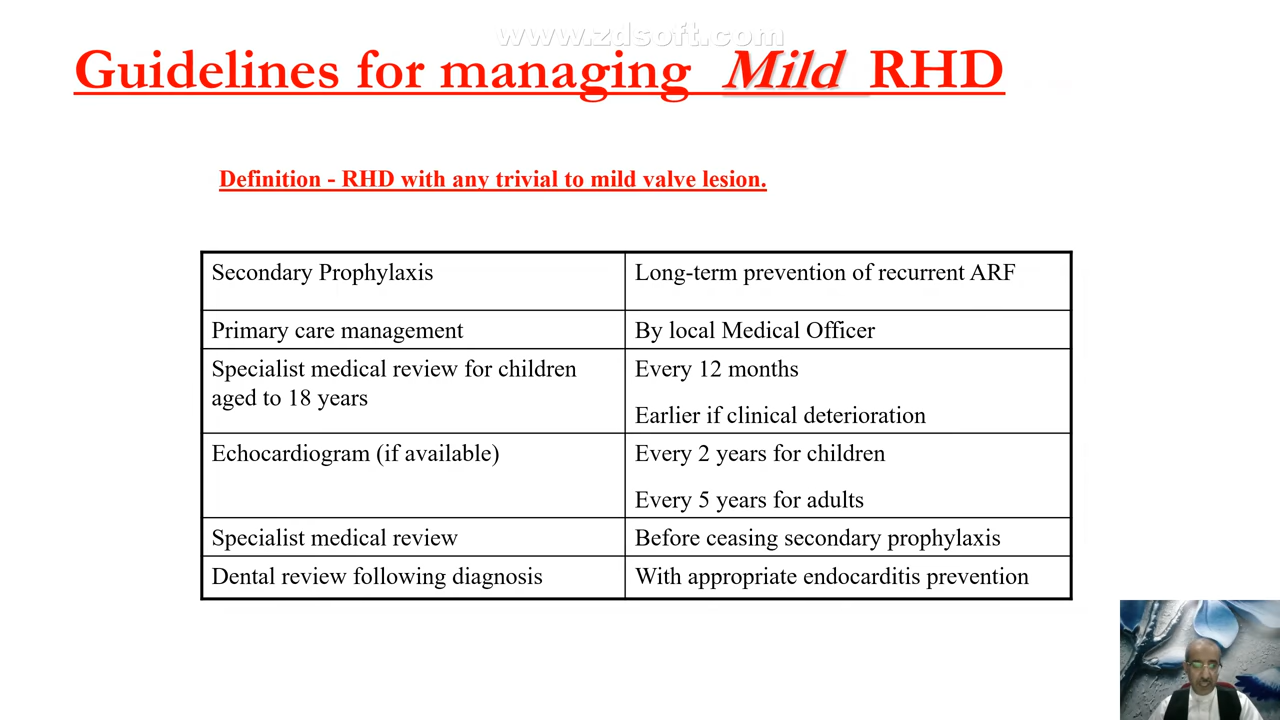 www.zdsoft.com
Guidelines for managing Mild RHD
Definition - RHD with any trivial to mild valve lesion.
Secondary Prophylaxis
Long-term prevention of recurrent ARF
Primary care management
By local Medical Officer
Specialist medical review for children
aged to 18 years
Every 12 months
Earlier if clinical deterioration
Echocardiogram (if available)
Every 2 years for children
Every 5 years for adults
Specialist medical review
Before ceasing secondary prophylaxis
Dental review following diagnosis
With appropriate endocarditis prevention